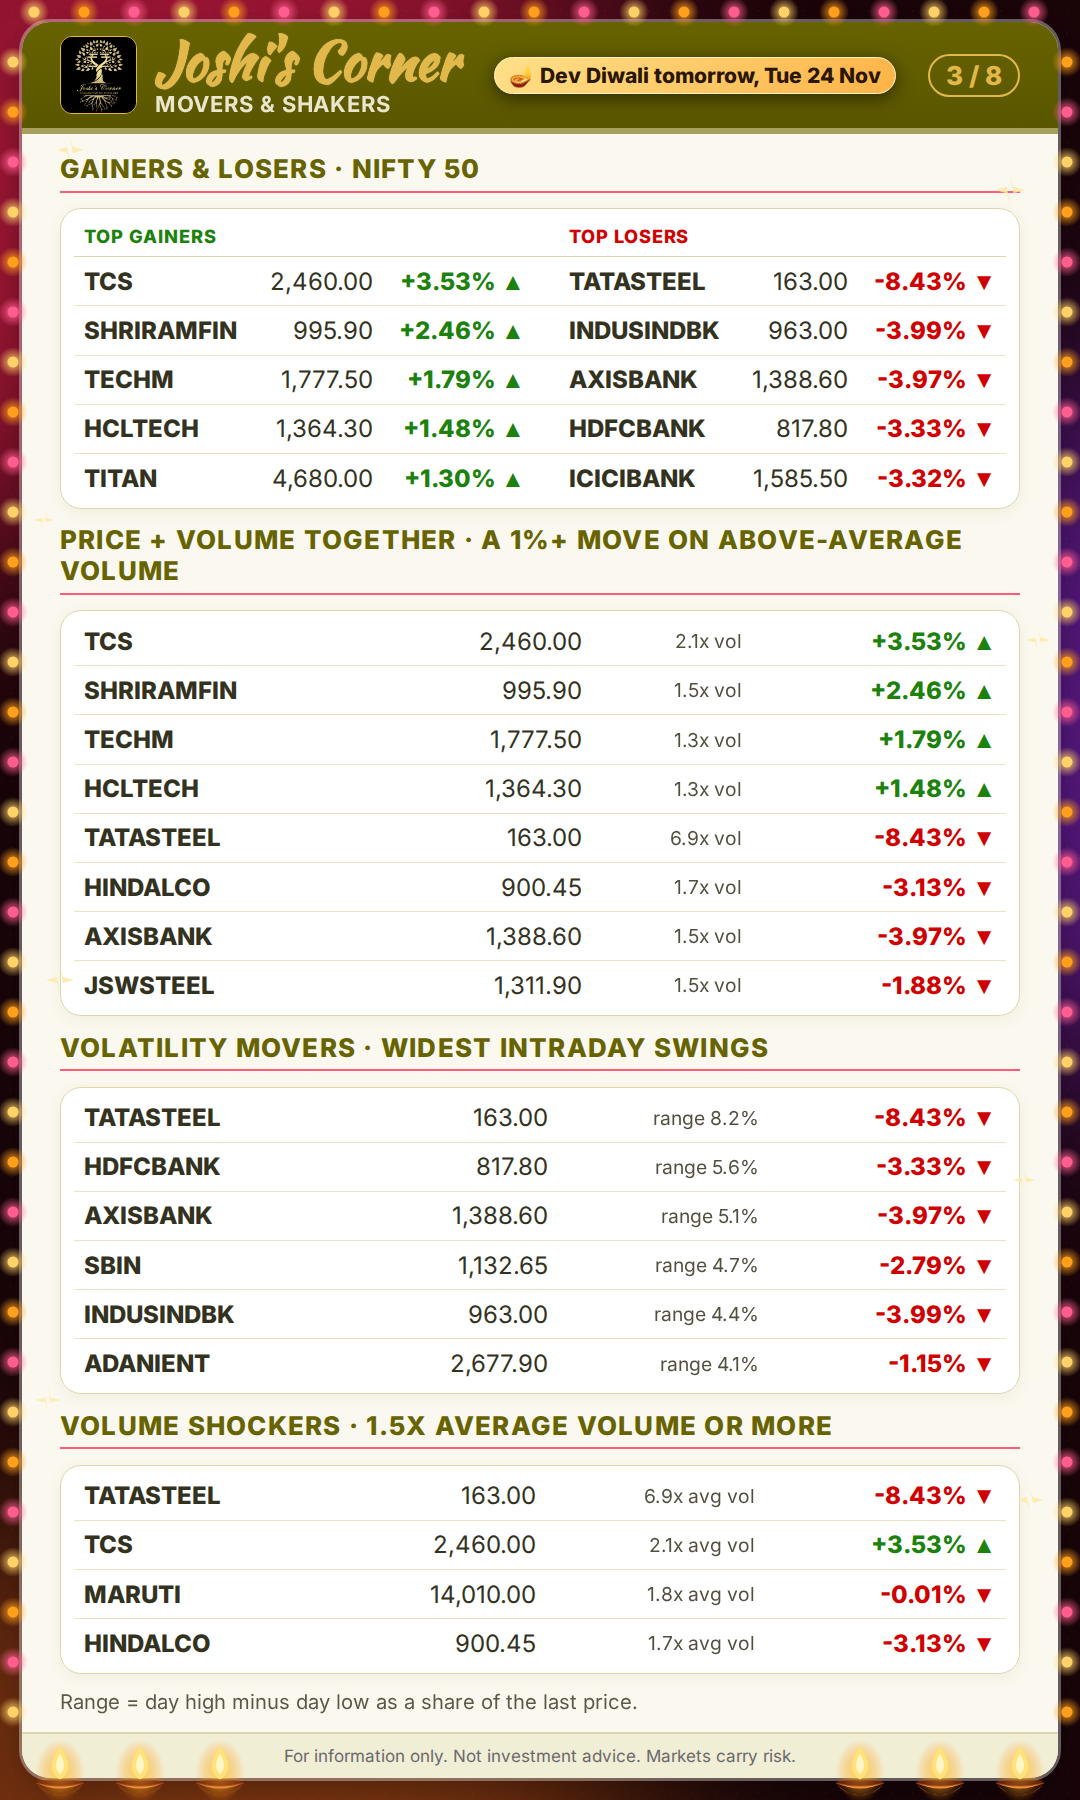 Joshi's Corner
Joshi's Corner
MOVERS & SHAKERS
Dev Diwali tomorrow, Tue 24 Nov
3 / 8
GAINERS & LOSERS · NIFTY 50
TOP GAINERS TOP LOSERS
TCS 2,460.00 +3.53% ▲ TATASTEEL 163.00 -8.43% ▼
SHRIRAMFIN 995.90 +2.46% ▲ INDUSINDBK 963.00 -3.99% ▼
TECHM 1,777.50 +1.79% ▲ AXISBANK 1,388.60 -3.97% ▼
HCLTECH 1,364.30 +1.48% ▲ HDFCBANK 817.80 -3.33% ▼
TITAN 4,680.00 +1.30% ▲ ICICIBANK 1,585.50 -3.32% ▼
PRICE + VOLUME TOGETHER · A 1%+ MOVE ON ABOVE-AVERAGE
VOLUME
TCS 2,460.00 2.1x vol +3.53% ▲
SHRIRAMFIN 995.90 1.5x vol +2.46% ▲
TECHM 1,777.50 1.3x vol +1.79% ▲
HCLTECH 1,364.30 1.3x vol +1.48% ▲
TATASTEEL 163.00 6.9x vol -8.43% ▼
HINDALCO 900.45 1.7x vol -3.13% ▼
AXISBANK 1,388.60 1.5x vol -3.97% ▼
JSWSTEEL 1,311.90 1.5x vol -1.88% ▼
VOLATILITY MOVERS · WIDEST INTRADAY SWINGS
TATASTEEL 163.00 range 8.2% -8.43% ▼
HDFCBANK 817.80 range 5.6% -3.33% ▼
AXISBANK 1,388.60 range 5.1% -3.97% ▼
SBIN 1,132.65 range 4.7% -2.79% ▼
INDUSINDBK 963.00 range 4.4% -3.99% ▼
ADANIENT 2,677.90 range 4.1% -1.15% ▼
VOLUME SHOCKERS · 1.5X AVERAGE VOLUME OR MORE
TATASTEEL 163.00 6.9x avg vol -8.43% ▼
TCS 2,460.00 2.1x avg vol +3.53% ▲
MARUTI 14,010.00 1.8x avg vol -0.01% ▼
HINDALCO 900.45 1.7x avg vol -3.13% ▼
Range = day high minus day low as a share of the last price.
For information only. Not investment advice. Markets carry risk.